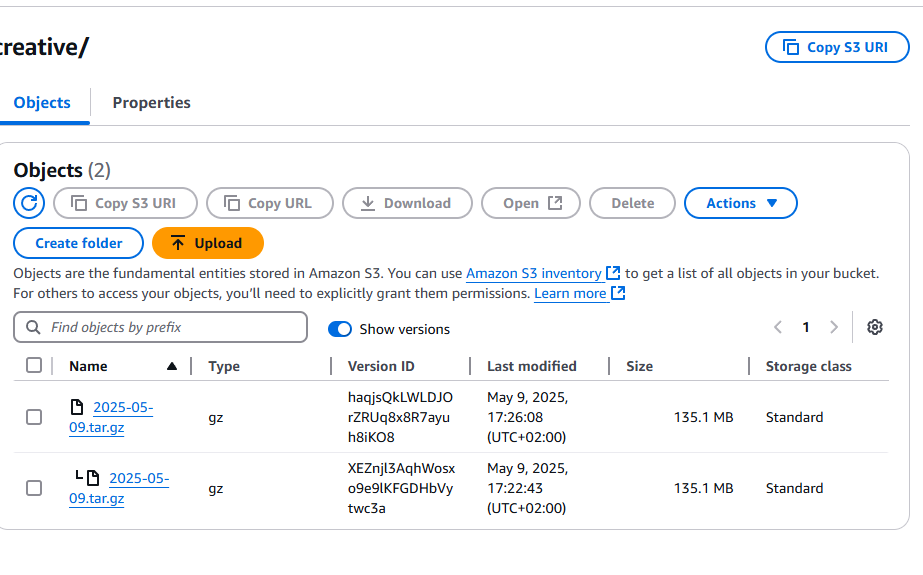 creative/
Copy S3 URI
Objects
Properties
Objects (2)
Copy S3 URI
Copy URL
Download
Open
Delete
Actions
Create folder
Upload
Objects are the fundamental entities stored in Amazon S3. You can use Amazon S3 inventory to get a list of all objects in your bucket.
For others to access your objects, you'll need to explicitly grant them permissions. Learn more
Find objects by prefix
Show versions
1
Name
Type
Version ID
Last modified
Size
Storage class
2025-05-
09.tar.gz
gz
haqjsQkLWLDJO
rZRUq8x8R7ayu
h8iKO8
May 9, 2025,
17:26:08
(UTC+02:00)
135.1 MB
Standard
2025-05-
09.tar.gz
gz
XEZnjl3AqhWosx
o9e9lKFGDHbVy
twc3a
May 9, 2025,
17:22:43
(UTC+02:00)
135.1 MB
Standard